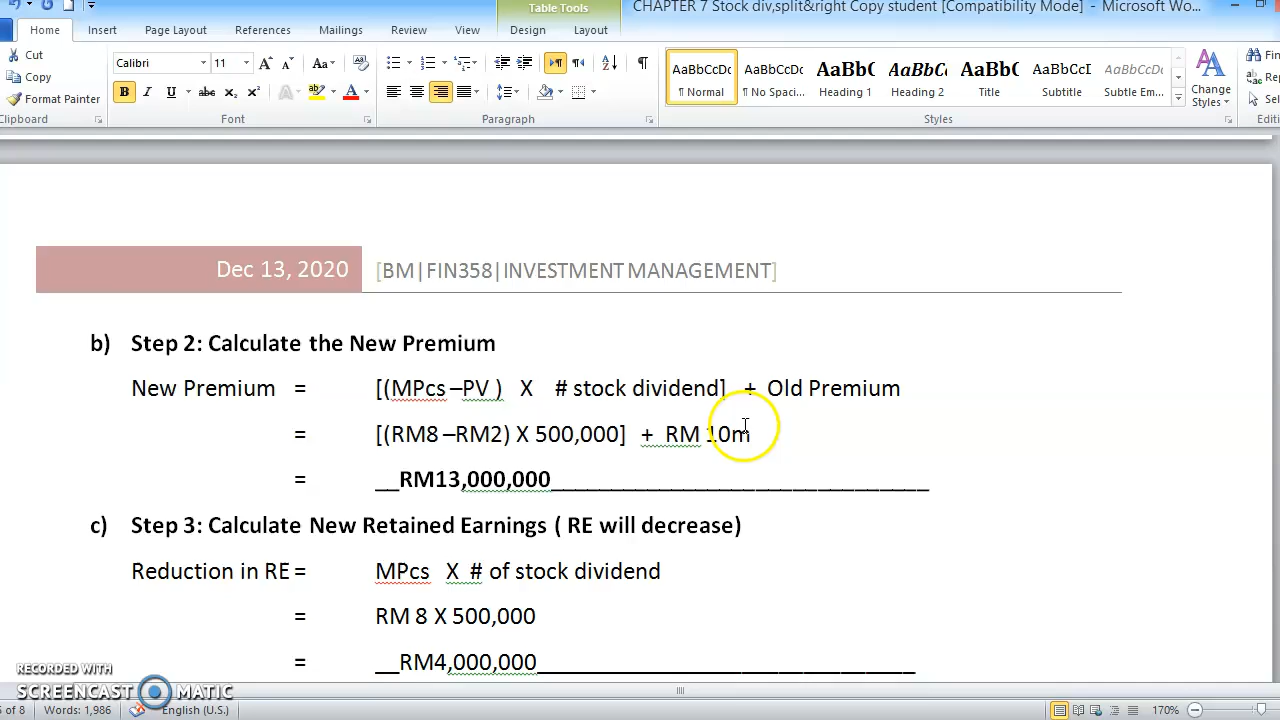 Table Tools
CHAPTER 7 Stock div,split&right Copy student [Compatibility Mode] - Microsoft Wo...
Home Insert Page Layout References Mailings Review View Design Layout
Cut
Copy
Format Painter
Clipboard
Calibri 11
Font
Paragraph
AaBbCcDc AaBbCcDc AaBbC AaBbCc AaBbC AaBbCcI AaBbCcDc
¶ Normal ¶ No Spaci... Heading 1 Heading 2 Title Subtitle Subtle Em...
Change
Styles
Styles
Dec 13, 2020 [BM|FIN358|INVESTMENT MANAGEMENT]
b) Step 2: Calculate the New Premium
New Premium = [(MPcs –PV ) X # stock dividend] + Old Premium
= [(RM8 –RM2) X 500,000] + RM 10m
= __RM13,000,000______________________________
c) Step 3: Calculate New Retained Earnings ( RE will decrease)
Reduction in RE = MPcs X # of stock dividend
= RM 8 X 500,000
= __RM4,000,000______________________________
RECORDED WITH
SCREENCAST MATIC
of 8 Words: 1,986 English (U.S.) 170%